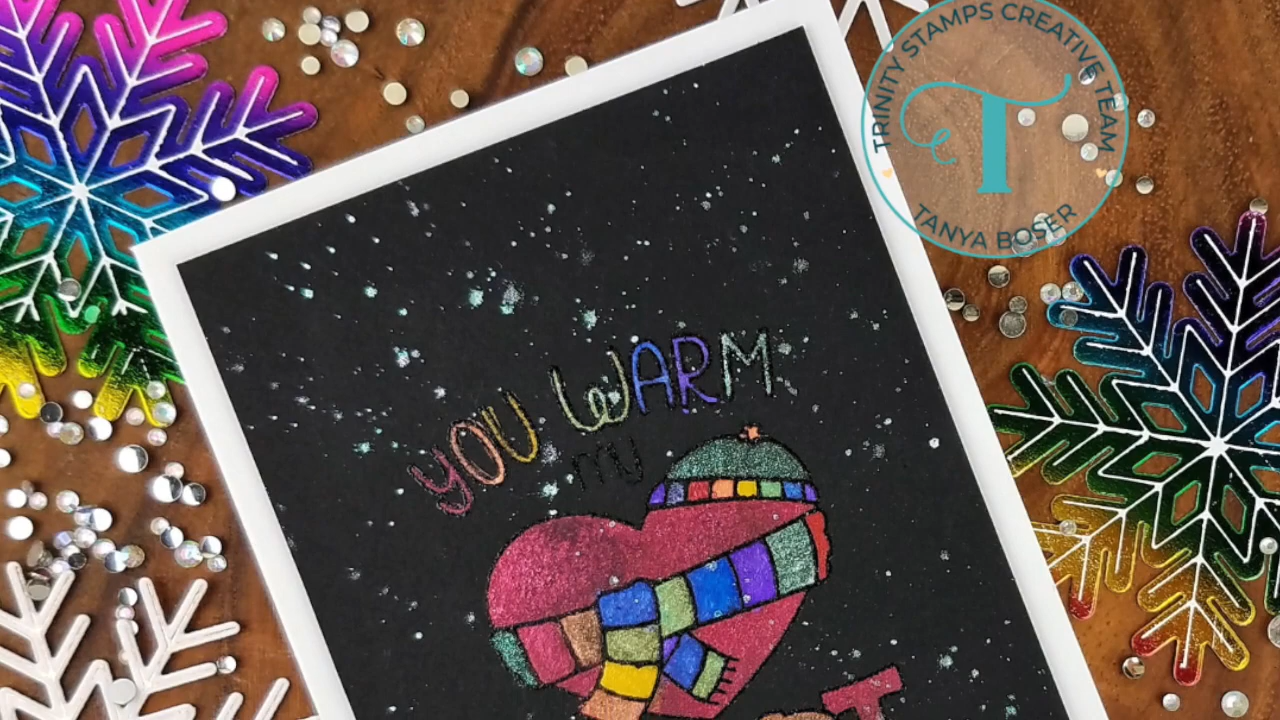 TRINITY STAMPS CREATIVE TEAM
T
TANYA BOSER
YOU WARM
my